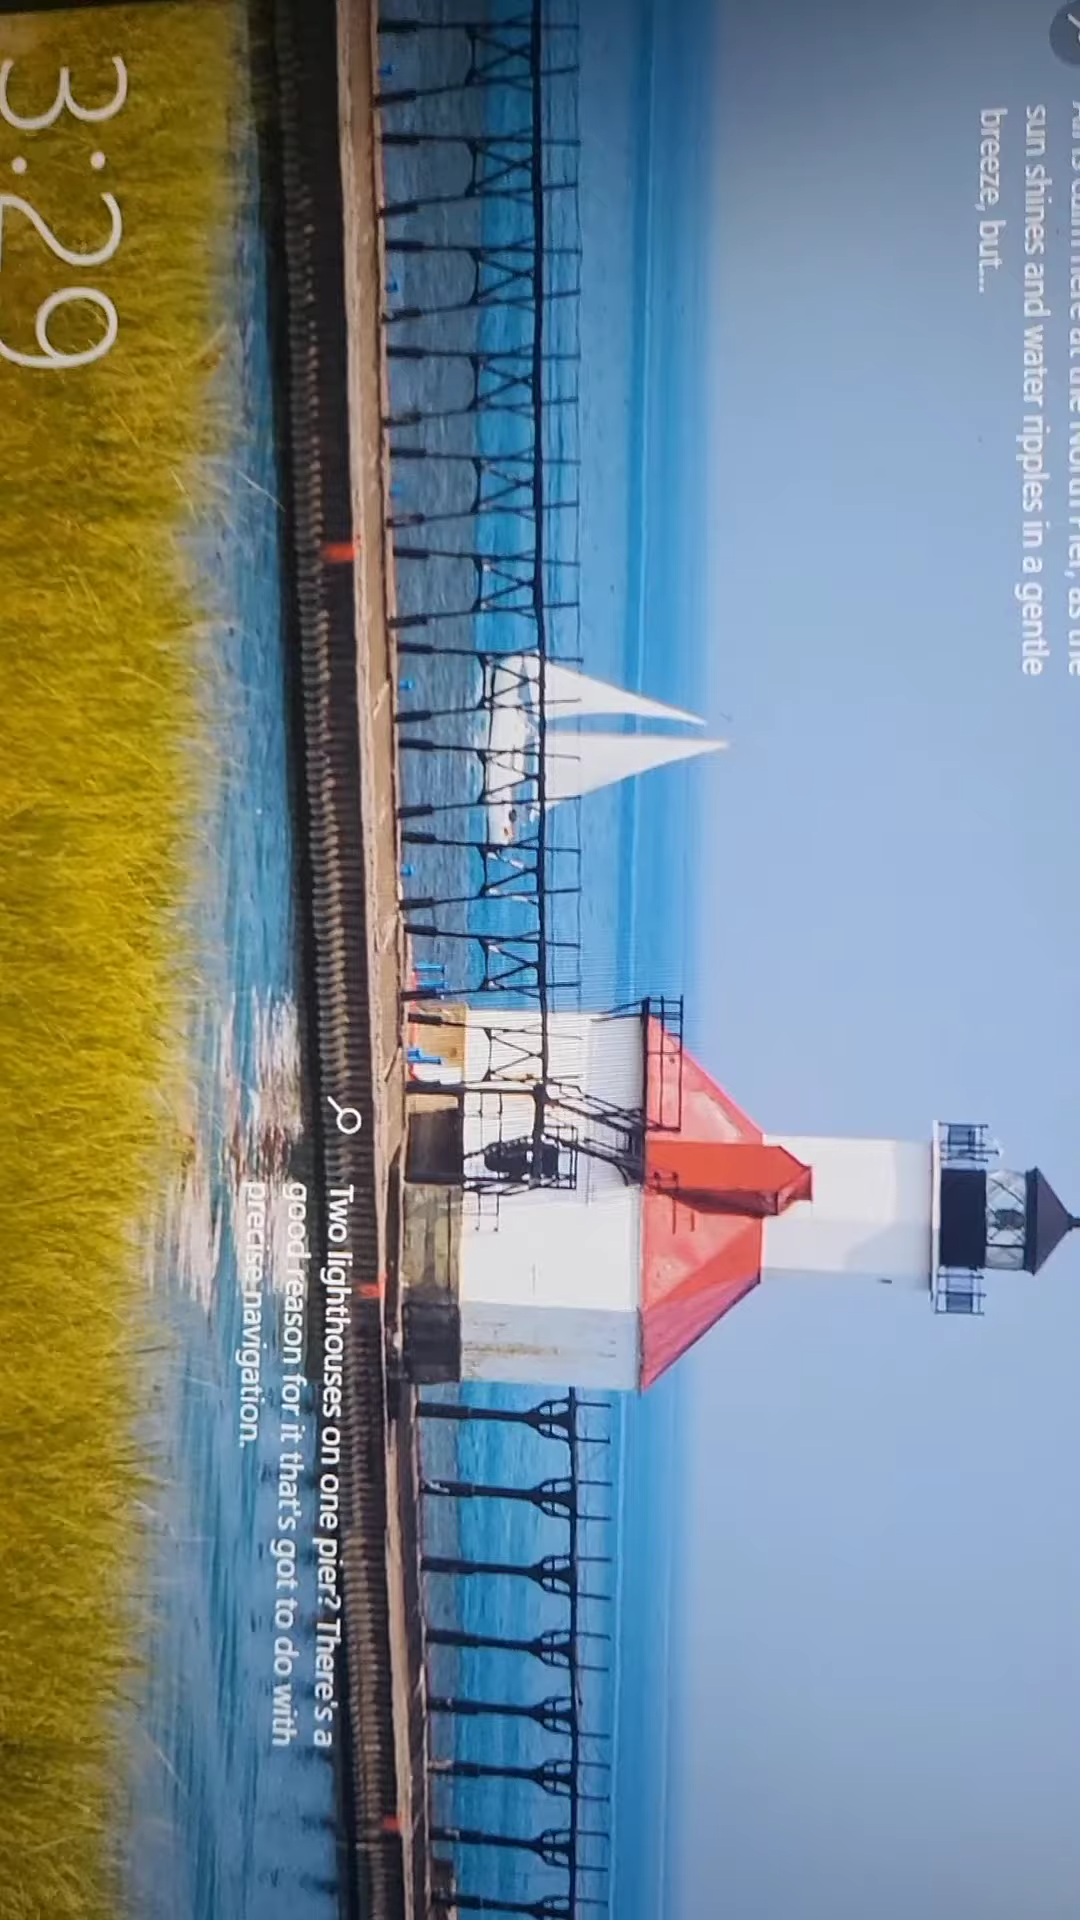 sun shines and water ripples in a gentle
breeze, but...
Two lighthouses on one pier? There's a
good reason for it that's got to do with
precise navigation.
3:29